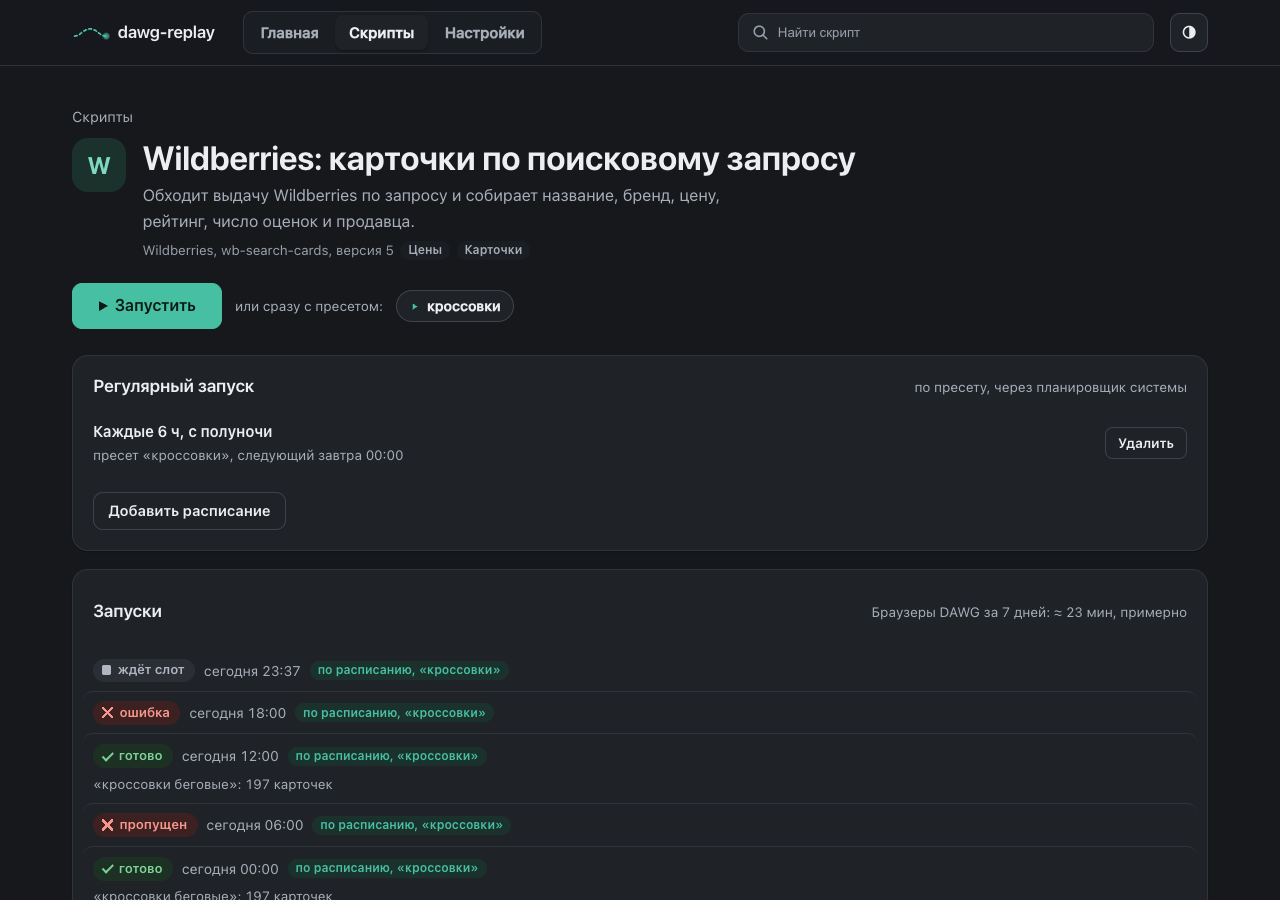 dawg-replay
Главная
Скрипты
Настройки
Найти скрипт
Скрипты
W
Wildberries: карточки по поисковому запросу
Обходит выдачу Wildberries по запросу и собирает название, бренд, цену,
рейтинг, число оценок и продавца.
Wildberries, wb-search-cards, версия 5 Цены Карточки
Запустить
или сразу с пресетом:
кроссовки
Регулярный запуск
по пресету, через планировщик системы
Каждые 6 ч, с полуночи
пресет «кроссовки», следующий завтра 00:00
Удалить
Добавить расписание
Запуски
Браузеры DAWG за 7 дней: ≈ 23 мин, примерно
ждёт слот сегодня 23:37 по расписанию, «кроссовки»
ошибка сегодня 18:00 по расписанию, «кроссовки»
готово сегодня 12:00 по расписанию, «кроссовки»
«кроссовки беговые»: 197 карточек
пропущен сегодня 06:00 по расписанию, «кроссовки»
готово сегодня 00:00 по расписанию, «кроссовки»
«кроссовки беговые»: 197 карточек